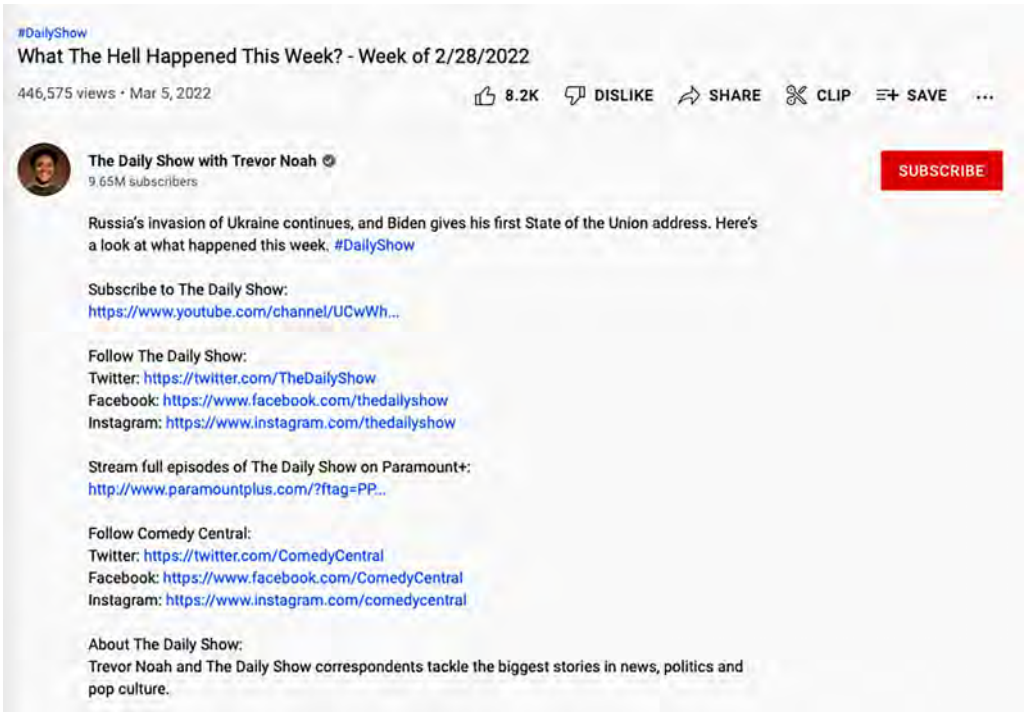 #DailyShow
What The Hell Happened This Week? - Week of 2/28/2022
446,575 views • Mar 5, 2022
8.2K DISLIKE SHARE CLIP SAVE ...
The Daily Show with Trevor Noah
9.65M subscribers
SUBSCRIBE
Russia's invasion of Ukraine continues, and Biden gives his first State of the Union address. Here's
a look at what happened this week. #DailyShow
Subscribe to The Daily Show:
https://www.youtube.com/channel/UCwWh...
Follow The Daily Show:
Twitter: https://twitter.com/TheDailyShow
Facebook: https://www.facebook.com/thedailyshow
Instagram: https://www.instagram.com/thedailyshow
Stream full episodes of The Daily Show on Paramount+:
http://www.paramountplus.com/?ftag=PP...
Follow Comedy Central:
Twitter: https://twitter.com/ComedyCentral
Facebook: https://www.facebook.com/ComedyCentral
Instagram: https://www.instagram.com/comedycentral
About The Daily Show:
Trevor Noah and The Daily Show correspondents tackle the biggest stories in news, politics and
pop culture.